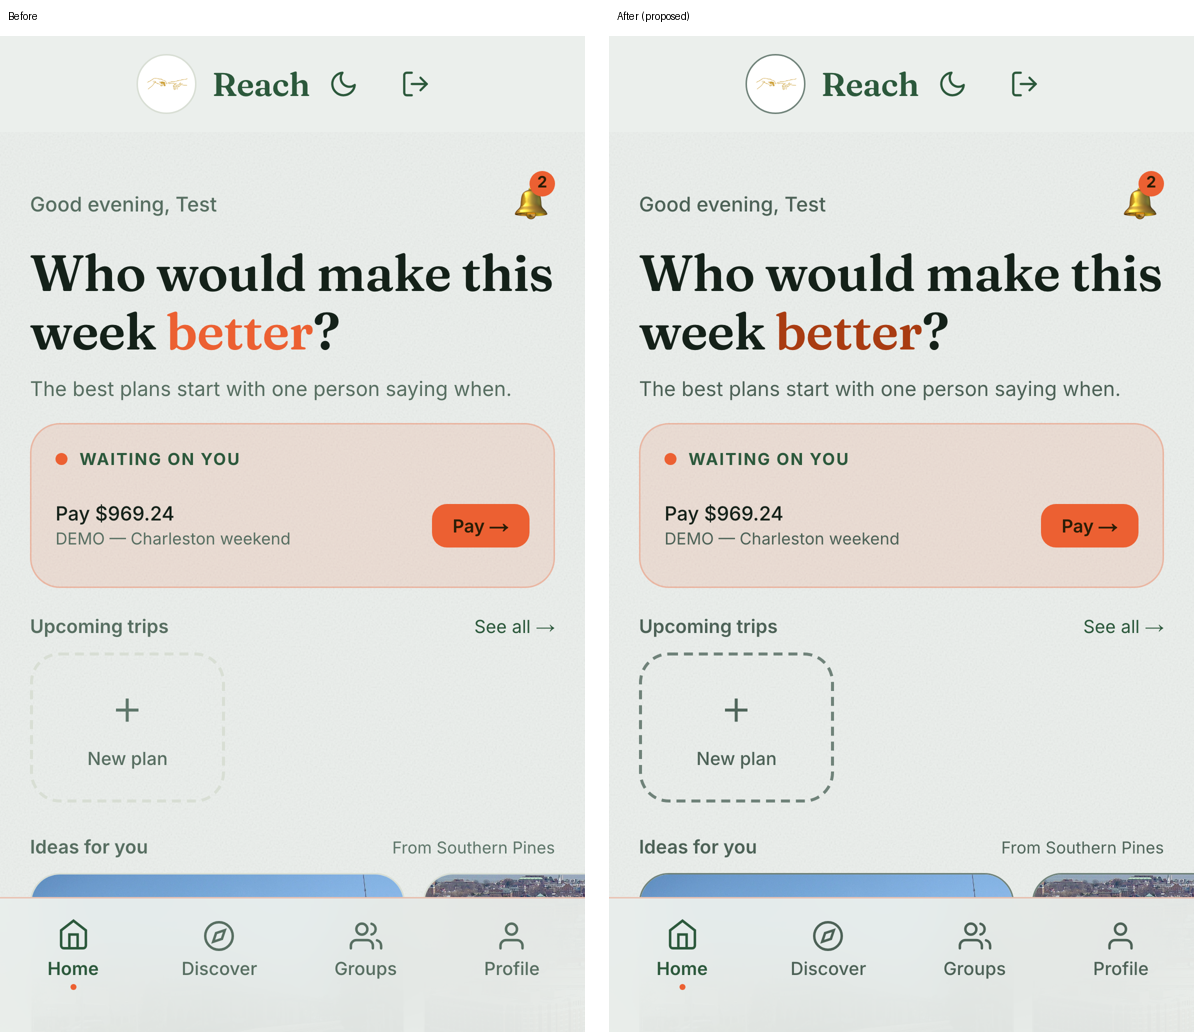 Before
Reach
2
Good evening, Test
Who would make this
week better?
The best plans start with one person saying when.
WAITING ON YOU
Pay $969.24
DEMO — Charleston weekend
Pay →
Upcoming trips
See all →
+
New plan
Ideas for you
From Southern Pines
Home
Discover
Groups
Profile
After (proposed)
Reach
2
Good evening, Test
Who would make this
week better?
The best plans start with one person saying when.
WAITING ON YOU
Pay $969.24
DEMO — Charleston weekend
Pay →
Upcoming trips
See all →
+
New plan
Ideas for you
From Southern Pines
Home
Discover
Groups
Profile